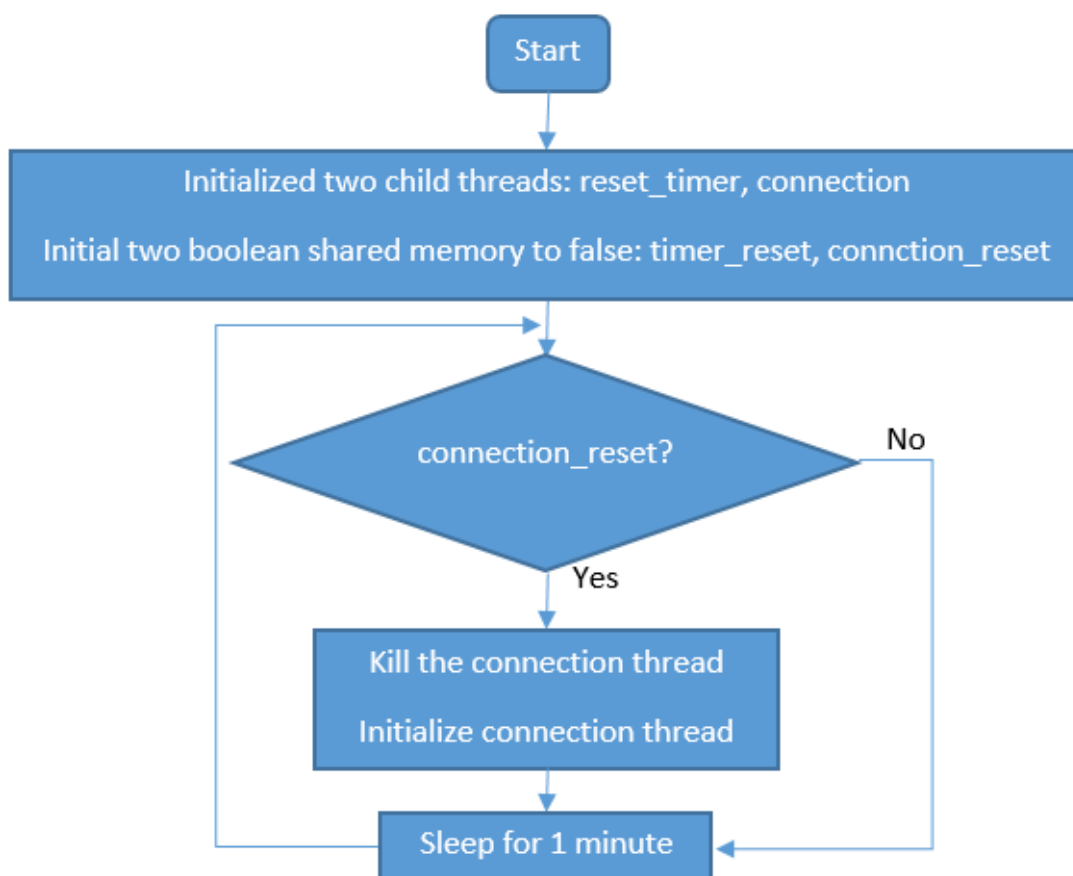 Start
Initialized two child threads: reset_timer, connection
Initial two boolean shared memory to false: timer_reset, connction_reset
connection_reset?
No
Yes
Kill the connection thread
Initialize connection thread
Sleep for 1 minute